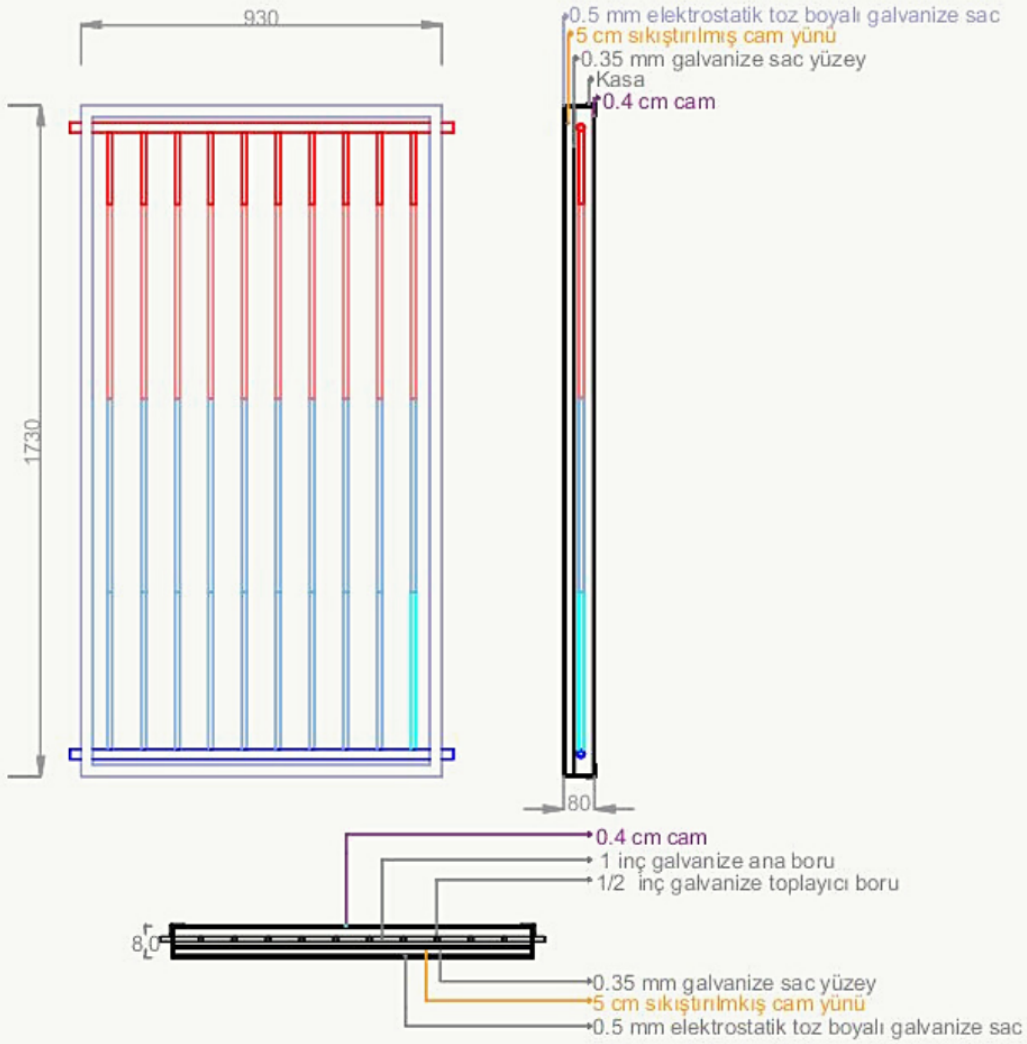 930
0.5 mm elektrostatik toz boyalı galvanize sac
5 cm sıkıştırılmış cam yünü
0.35 mm galvanize sac yüzey
Kasa
0.4 cm cam
1730
80
0.4 cm cam
1 inç galvanize ana boru
1/2 inç galvanize toplayıcı boru
8,0
0.35 mm galvanize sac yüzey
5 cm sıkıştırılmkış cam yünü
0.5 mm elektrostatik toz boyalı galvanize sac